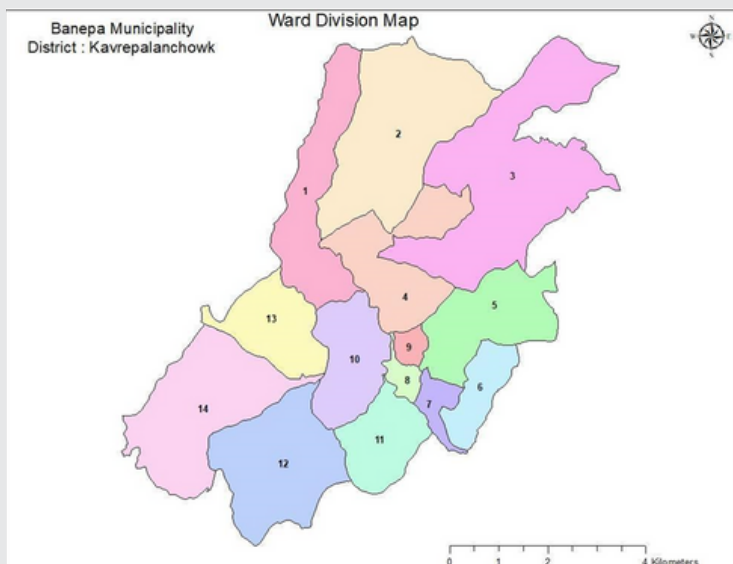 Ward Division Map
Banepa Municipality
District : Kavrepalanchowk
N
W
E
S
2
3
1
4
5
13
9
10
8
6
7
14
11
12
0 1 2 4 Kilometers